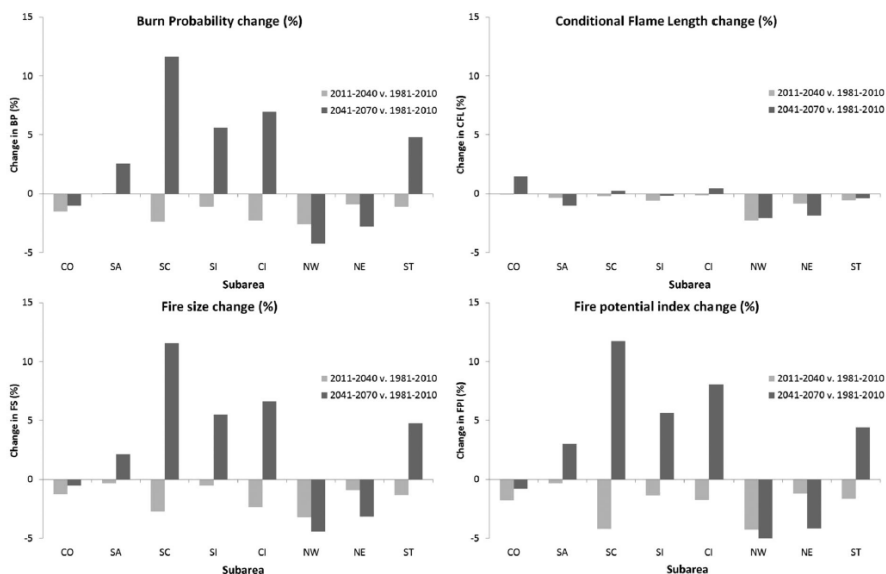 Burn Probability change (%)
15
10
5
0
-5
Change in BP (%)
2011-2040 v. 1981-2010
2041-2070 v. 1981-2010
CO SA SC SI CI NW NE ST
Subarea
Conditional Flame Length change (%)
15
10
5
0
-5
Change in CFL (%)
2011-2040 v. 1981-2010
2041-2070 v. 1981-2010
CO SA SC SI CI NW NE ST
Subarea
Fire size change (%)
15
10
5
0
-5
Change in FS (%)
2011-2040 v. 1981-2010
2041-2070 v. 1981-2010
CO SA SC SI CI NW NE ST
Subarea
Fire potential index change (%)
15
10
5
0
-5
Change in FPI (%)
2011-2040 v. 1981-2010
2041-2070 v. 1981-2010
CO SA SC SI CI NW NE ST
Subarea